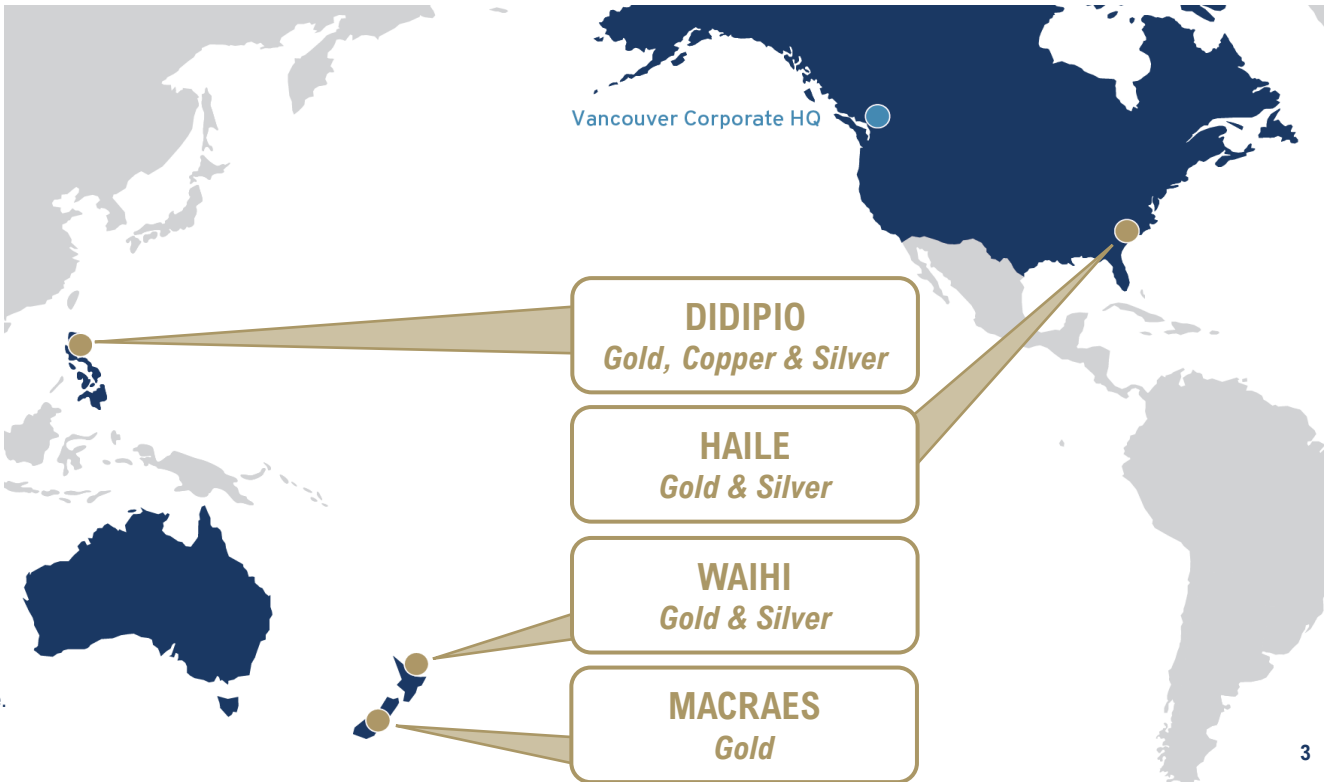 Vancouver Corporate HQ
DIDIPIO
Gold, Copper & Silver
HAILE
Gold & Silver
WAIHI
Gold & Silver
MACRAES
Gold
3